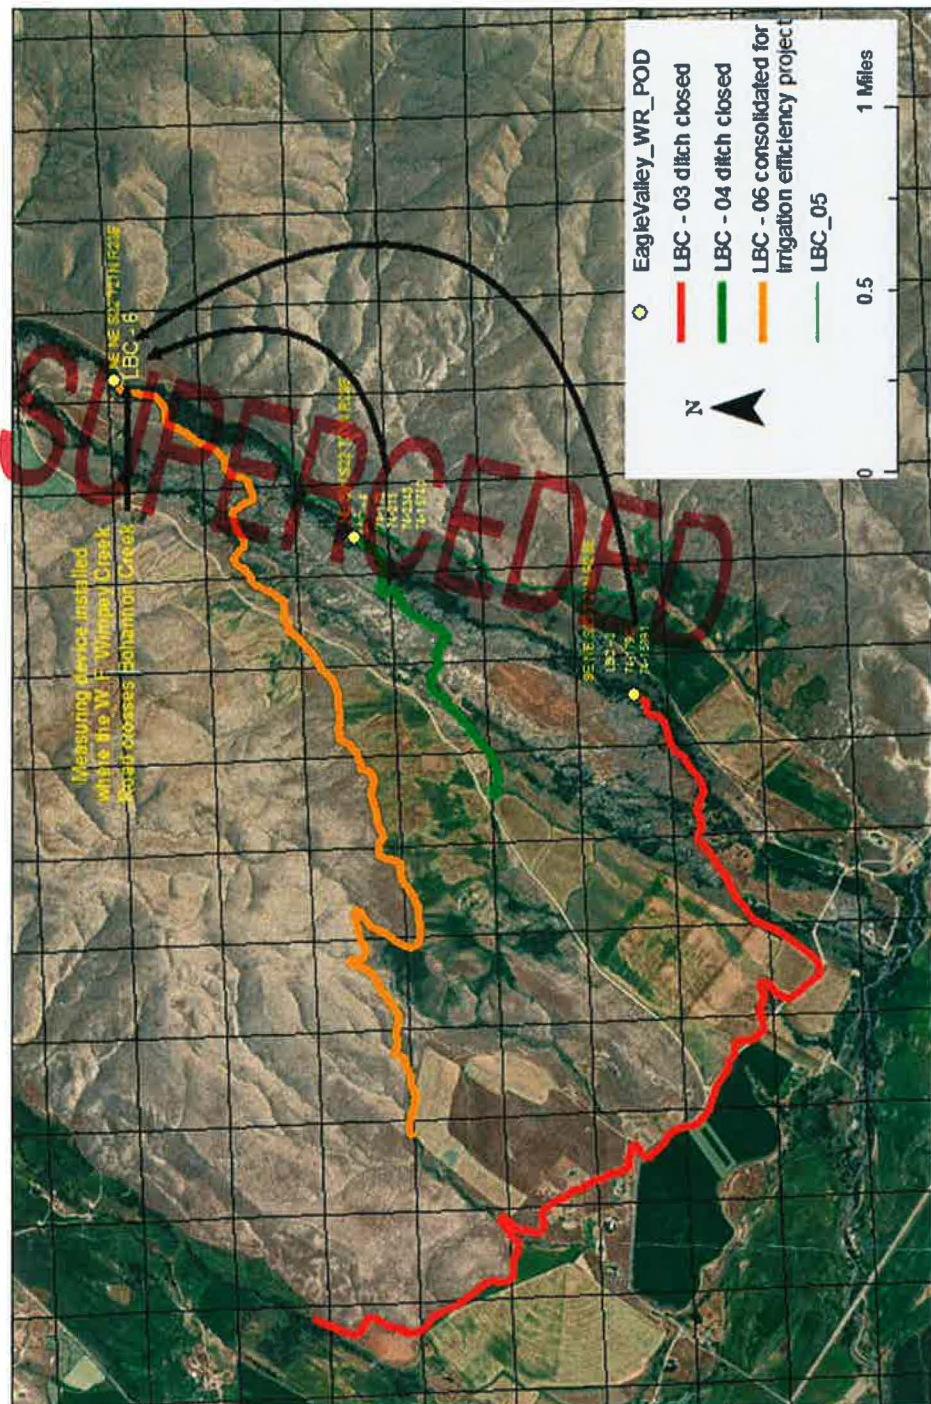 Measuring device installed
where the W. F. Wimpey Creek
Road crosses Bohannon Creek
LBC - 6
SUPERCEDED
EagleValley_WR_POD
LBC - 03 ditch closed
LBC - 04 ditch closed
LBC - 06 consolidated for
irrigation efficiency project
LBC_05
N
0
0.5
1 Miles